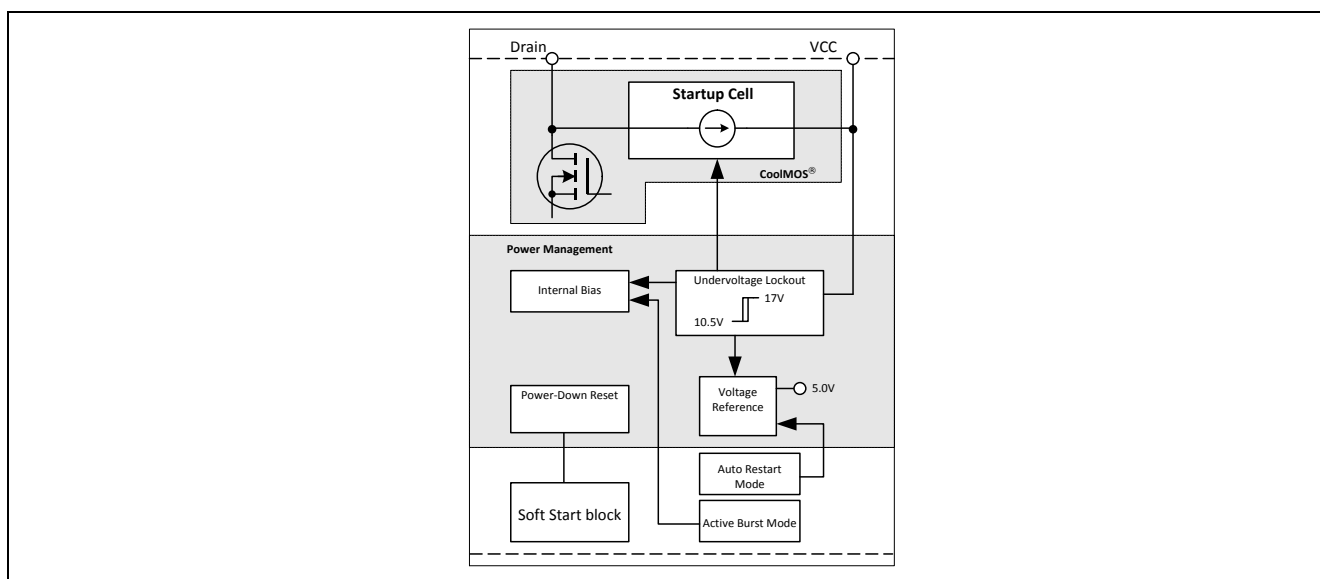 Drain
VCC
Startup Cell
CoolMOS®
Power Management
Internal Bias
Undervoltage Lockout
17V
10.5V
Power-Down Reset
Voltage
Reference
5.0V
Auto Restart
Mode
Soft Start block
Active Burst Mode